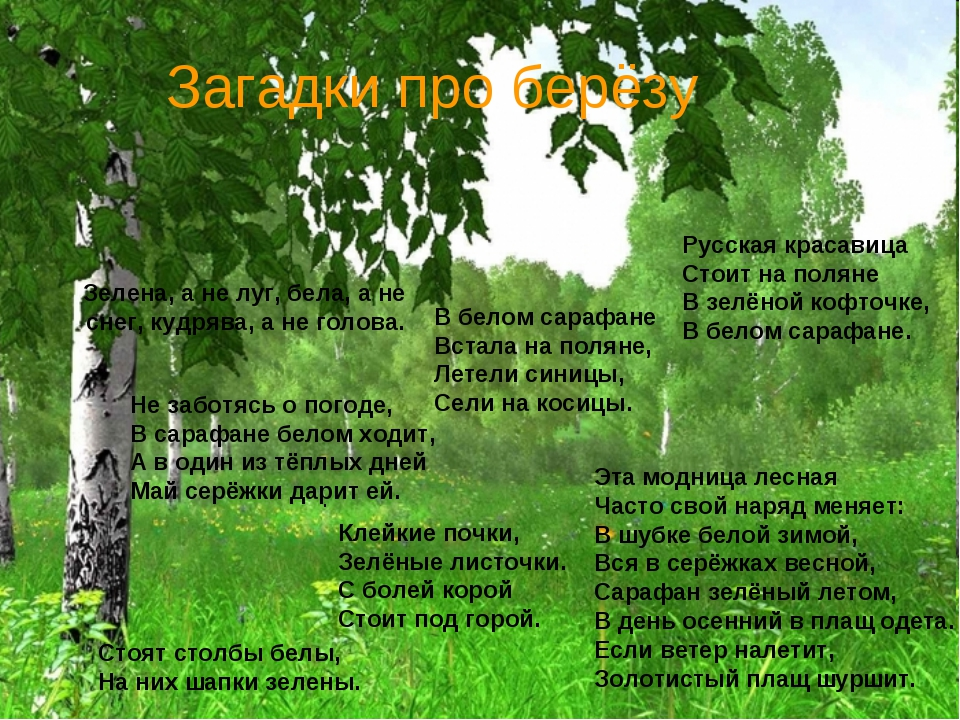 Загадки про берёзу
Зелена, а не луг, бела, а не
снег, кудрява, а не голова.
В белом сарафане
Встала на поляне,
Летели синицы,
Сели на косицы.
Русская красавица
Стоит на поляне
В зелёной кофточке,
В белом сарафане.
Не заботясь о погоде,
В сарафане белом ходит,
А в один из тёплых дней
Май серёжки дарит ей.
.
Клейкие почки,
Зелёные листочки.
С болей корой
Стоит под горой.
Эта модница лесная
Часто свой наряд меняет:
В шубке белой зимой,
Вся в серёжках весной,
Сарафан зелёный летом,
В день осенний в плащ одета.
Если ветер налетит,
Золотистый плащ шуршит.
Стоят столбы белы,
На них шапки зелены.